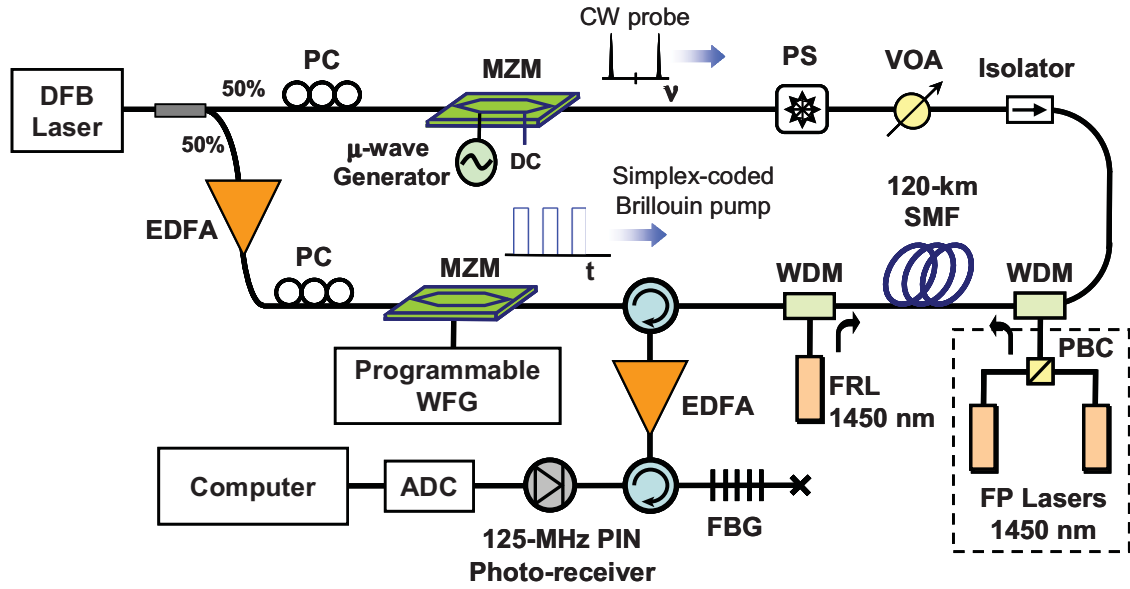 CW probe
PC
MZM
PS
VOA
Isolator
DFB
Laser
50%
50%
ν
μ-wave
Generator
DC
Simplex-coded
Brillouin pump
120-km
SMF
EDFA
PC
MZM
t
WDM
WDM
Programmable
WFG
EDFA
FRL
1450 nm
PBC
Computer
ADC
FBG
FP Lasers
1450 nm
125-MHz PIN
Photo-receiver